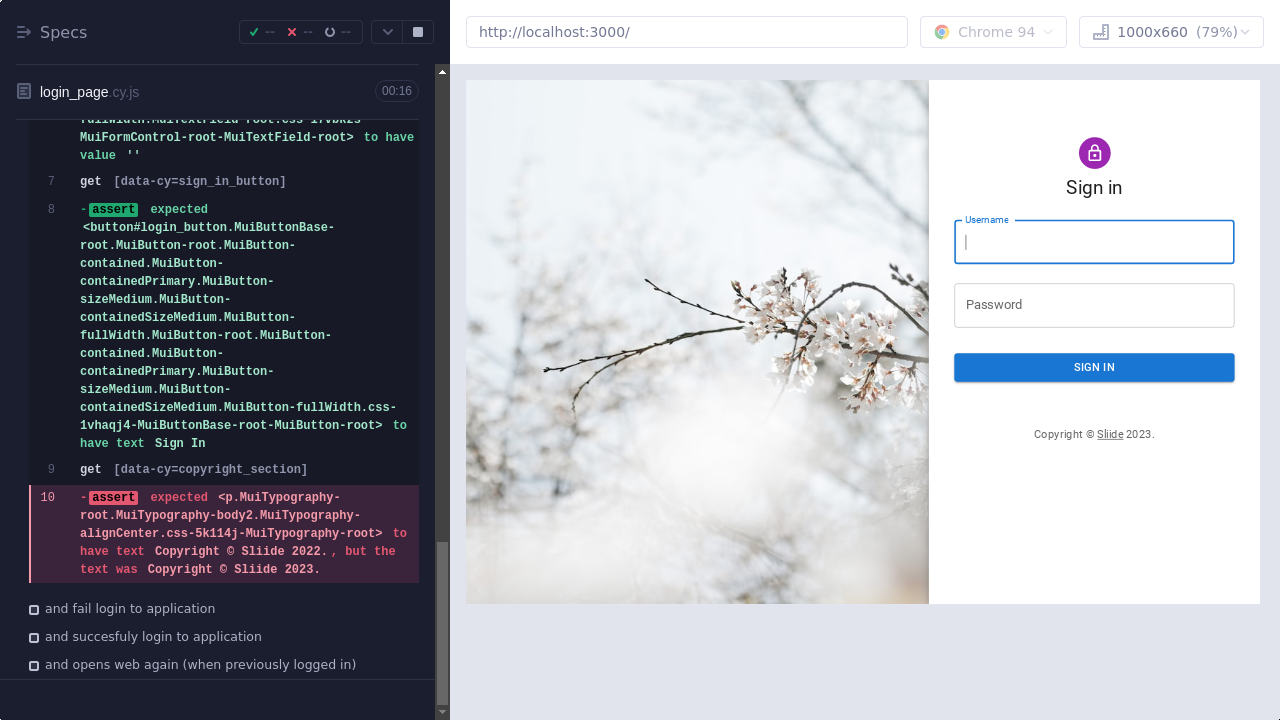 Specs
--
--
--
login_page.cy.js
00:16
MuiFormControl-root-MuiTextField-root> to have
value ''
7 get [data-cy=sign_in_button]
8 -assert expected
<button#login_button.MuiButtonBase-
root.MuiButton-root.MuiButton-
contained.MuiButton-
containedPrimary.MuiButton-
sizeMedium.MuiButton-
containedSizeMedium.MuiButton-
fullWidth.MuiButton-root.MuiButton-
contained.MuiButton-
containedPrimary.MuiButton-
sizeMedium.MuiButton-
containedSizeMedium.MuiButton-fullWidth.css-
1vhaqj4-MuiButtonBase-root-MuiButton-root> to
have text Sign In
9 get [data-cy=copyright_section]
10 -assert expected <p.MuiTypography-
root.MuiTypography-body2.MuiTypography-
alignCenter.css-5k114j-MuiTypography-root> to
have text Copyright © Sliide 2022., but the
text was Copyright © Sliide 2023.
and fail login to application
and succesfuly login to application
and opens web again (when previously logged in)
http://localhost:3000/
Chrome 94
1000x660 (79%)
Sign in
Username
Password
SIGN IN
Copyright © Sliide 2023.